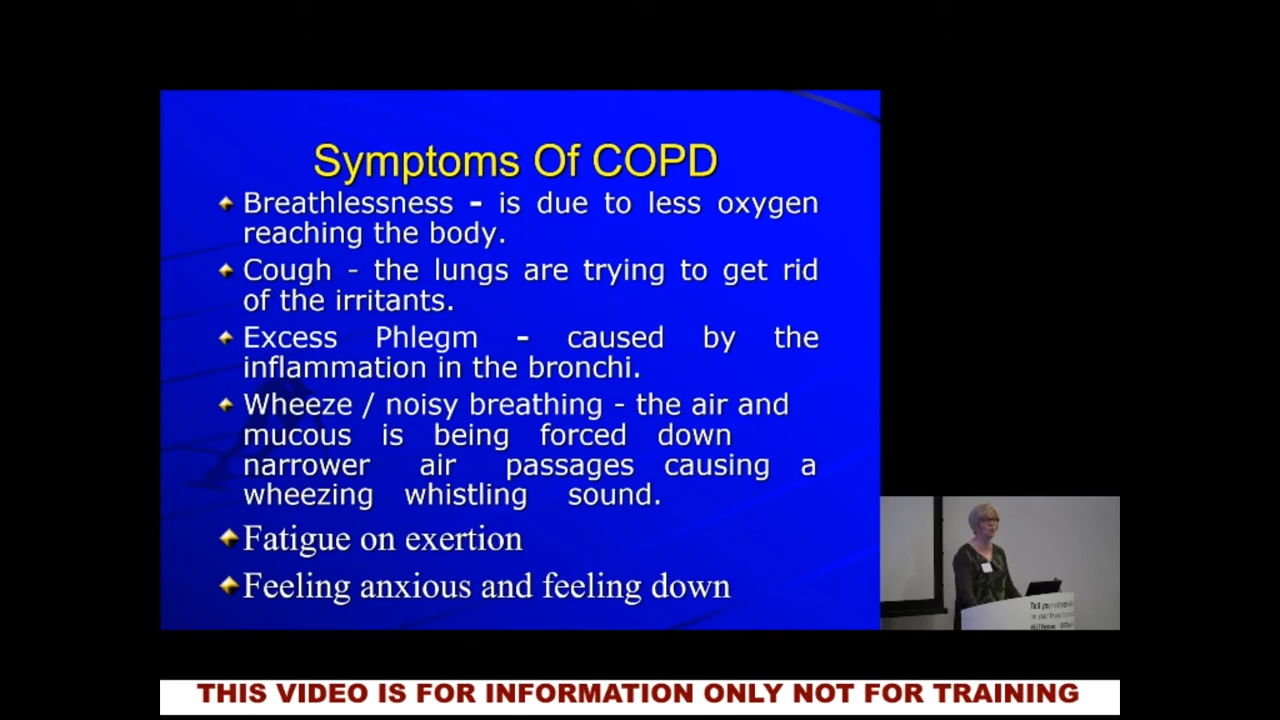 Symptoms Of COPD
Breathlessness - is due to less oxygen
reaching the body.
Cough - the lungs are trying to get rid
of the irritants.
Excess Phlegm - caused by the
inflammation in the bronchi.
Wheeze / noisy breathing - the air and
mucous is being forced down
narrower air passages causing a
wheezing whistling sound.
Fatigue on exertion
Feeling anxious and feeling down
Tell your
THIS VIDEO IS FOR INFORMATION ONLY NOT FOR TRAINING